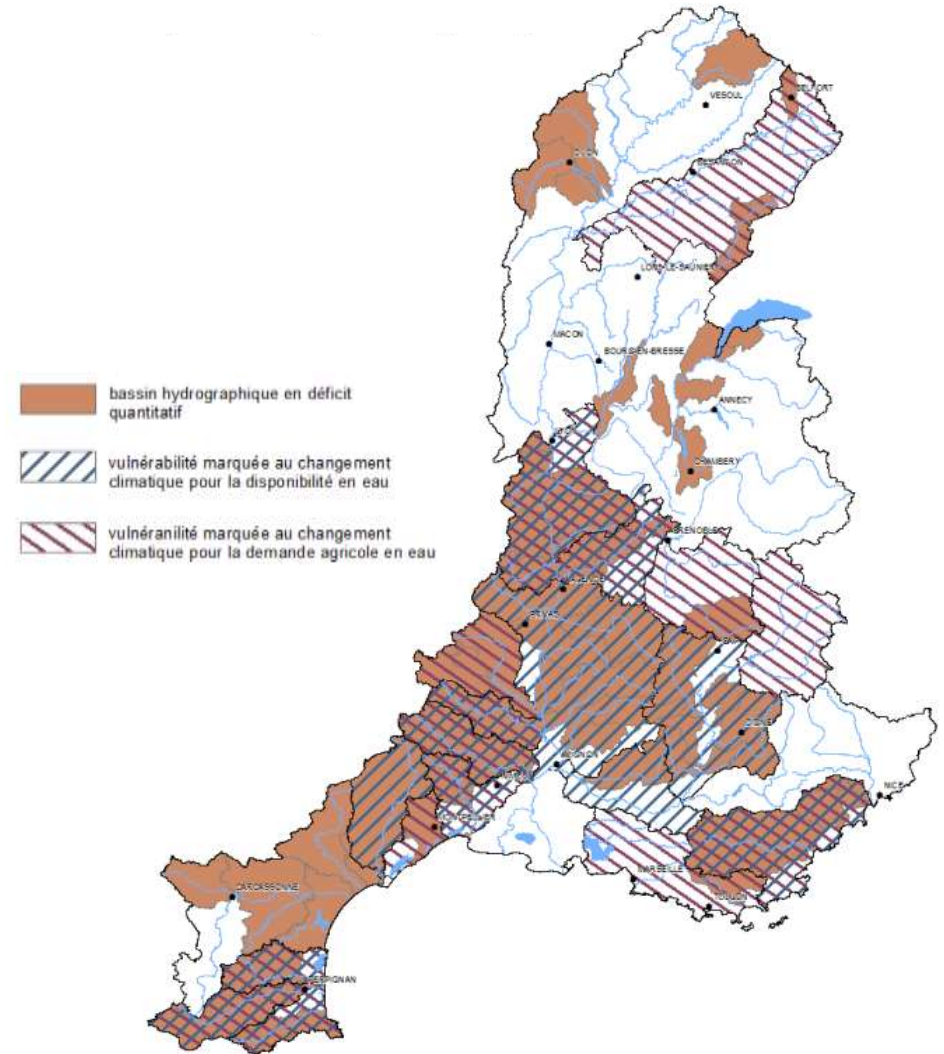 VESOUL
BELFORT
DIJON
BESANCON
LONS-LE-SAUNIER
MACON
BOURG-EN-BRESSE
bassin hydrographique en déficit
quantitatif
ANNECY
vulnérabilité marquée au changement
climatique pour la disponibilité en eau
LYON
CHAMBERY
vulnéranilité marquée au changement
climatique pour la demande agricole en eau
GRENOBLE
VALENCE
PRIVAS
GAP
DIGNE
AVIGNON
NICE
NIMES
MONTPELLIER
MARSEILLE
TOULON
CARCASSONNE
PERPIGNAN